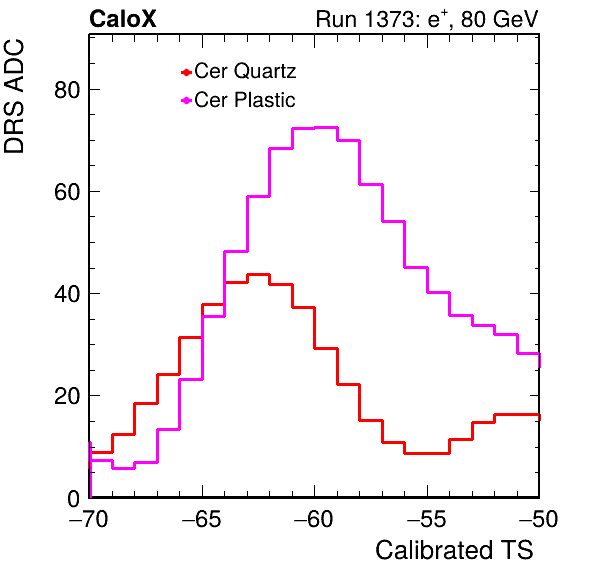 CaloX
Run 1373: e+, 80 GeV
DRS ADC
Cer Quartz
Cer Plastic
80
60
40
20
0
−70 −65 −60 −55 −50
Calibrated TS